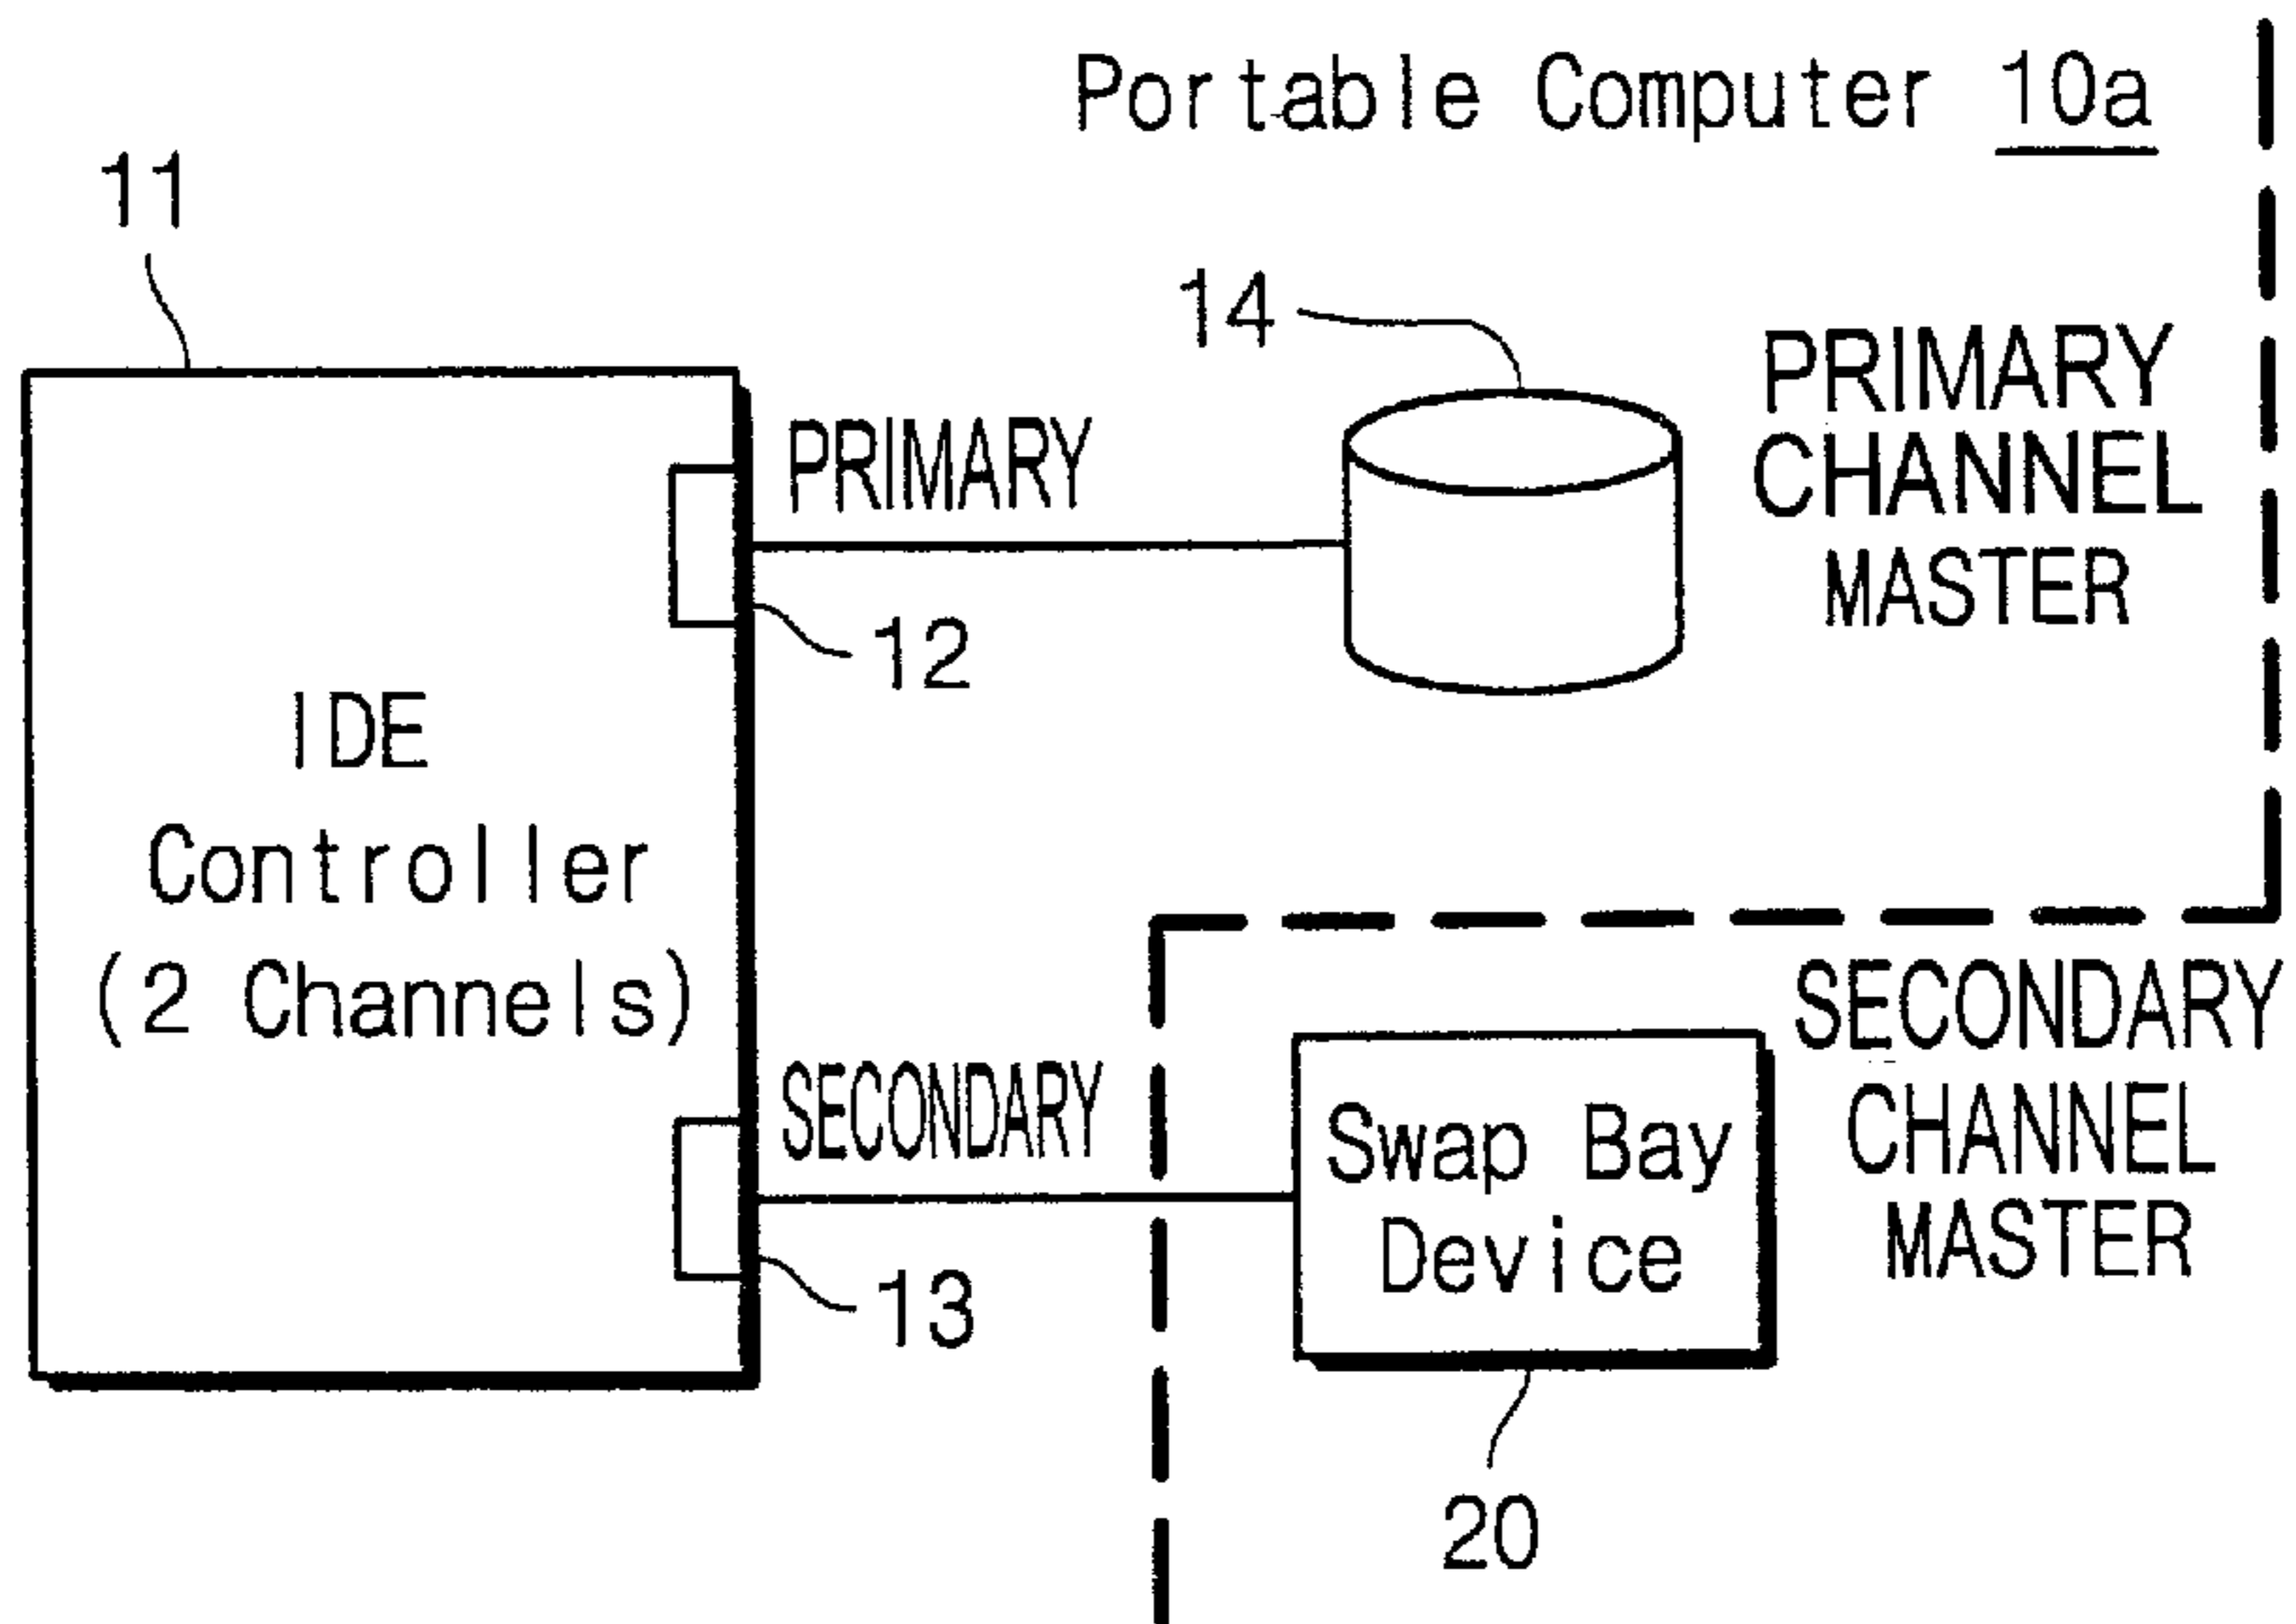 Portable Computer 10a
11
14
PRIMARY
CHANNEL
MASTER
PRIMARY
12
IDE
Controller
(2 Channels)
SECONDARY
CHANNEL
MASTER
SECONDARY
Swap Bay
Device
13
20